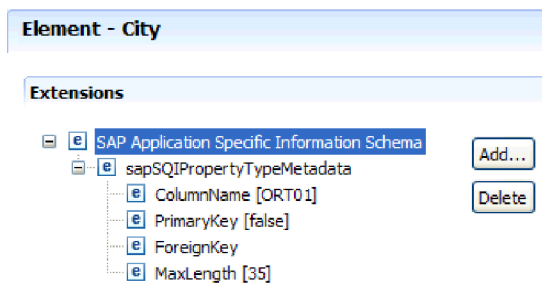 Element - City
Extensions
SAP Application Specific Information Schema
Add...
sapSQIPropertyTypeMetadata
Delete
ColumnName [ORT01]
PrimaryKey [false]
ForeignKey
MaxLength [35]